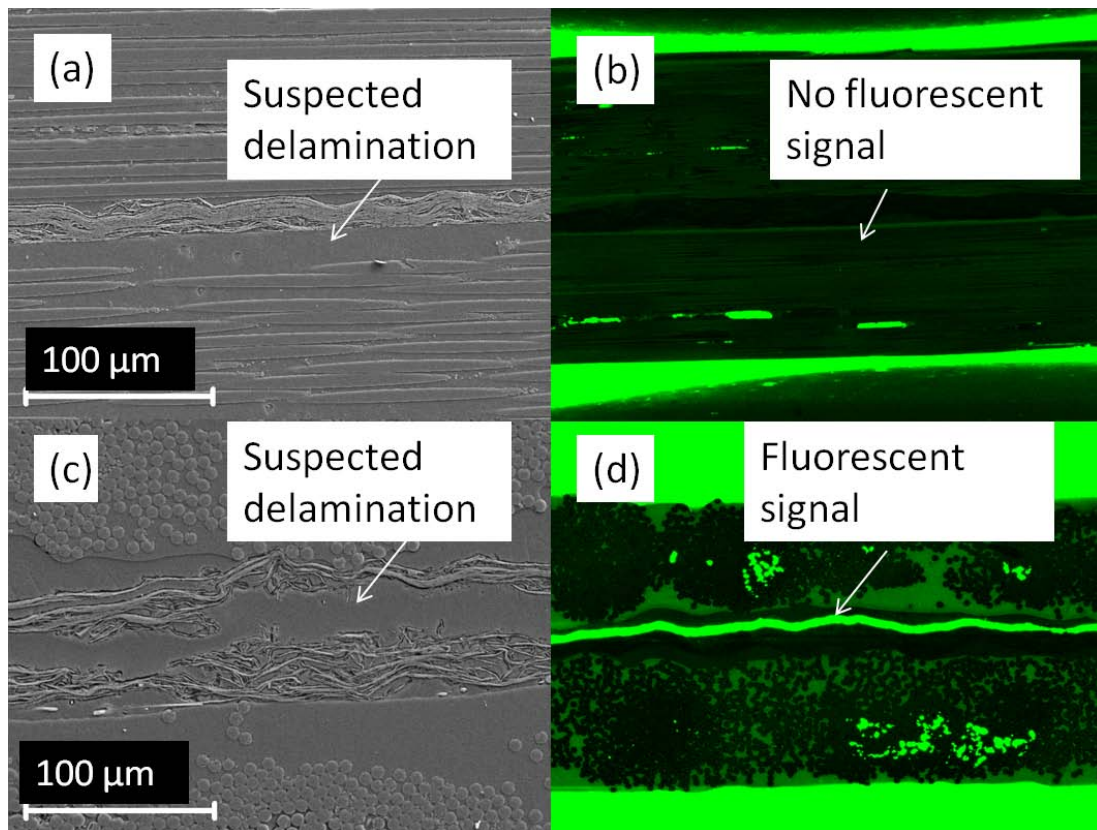 (a)
Suspected
delamination
100 µm
(b)
No fluorescent
signal
(c)
Suspected
delamination
100 µm
(d)
Fluorescent
signal